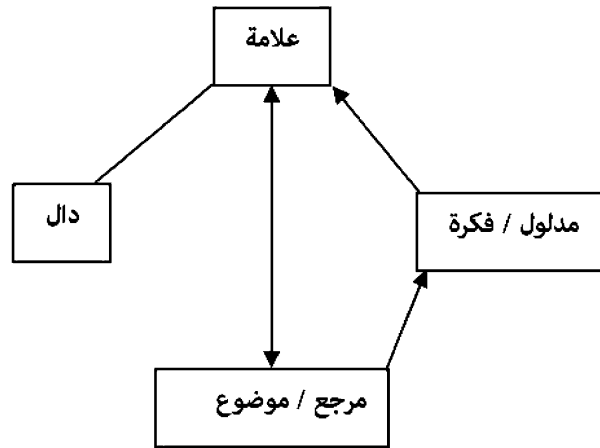 علامة
دال
مدلول / فكرة
مرجع / موضوع